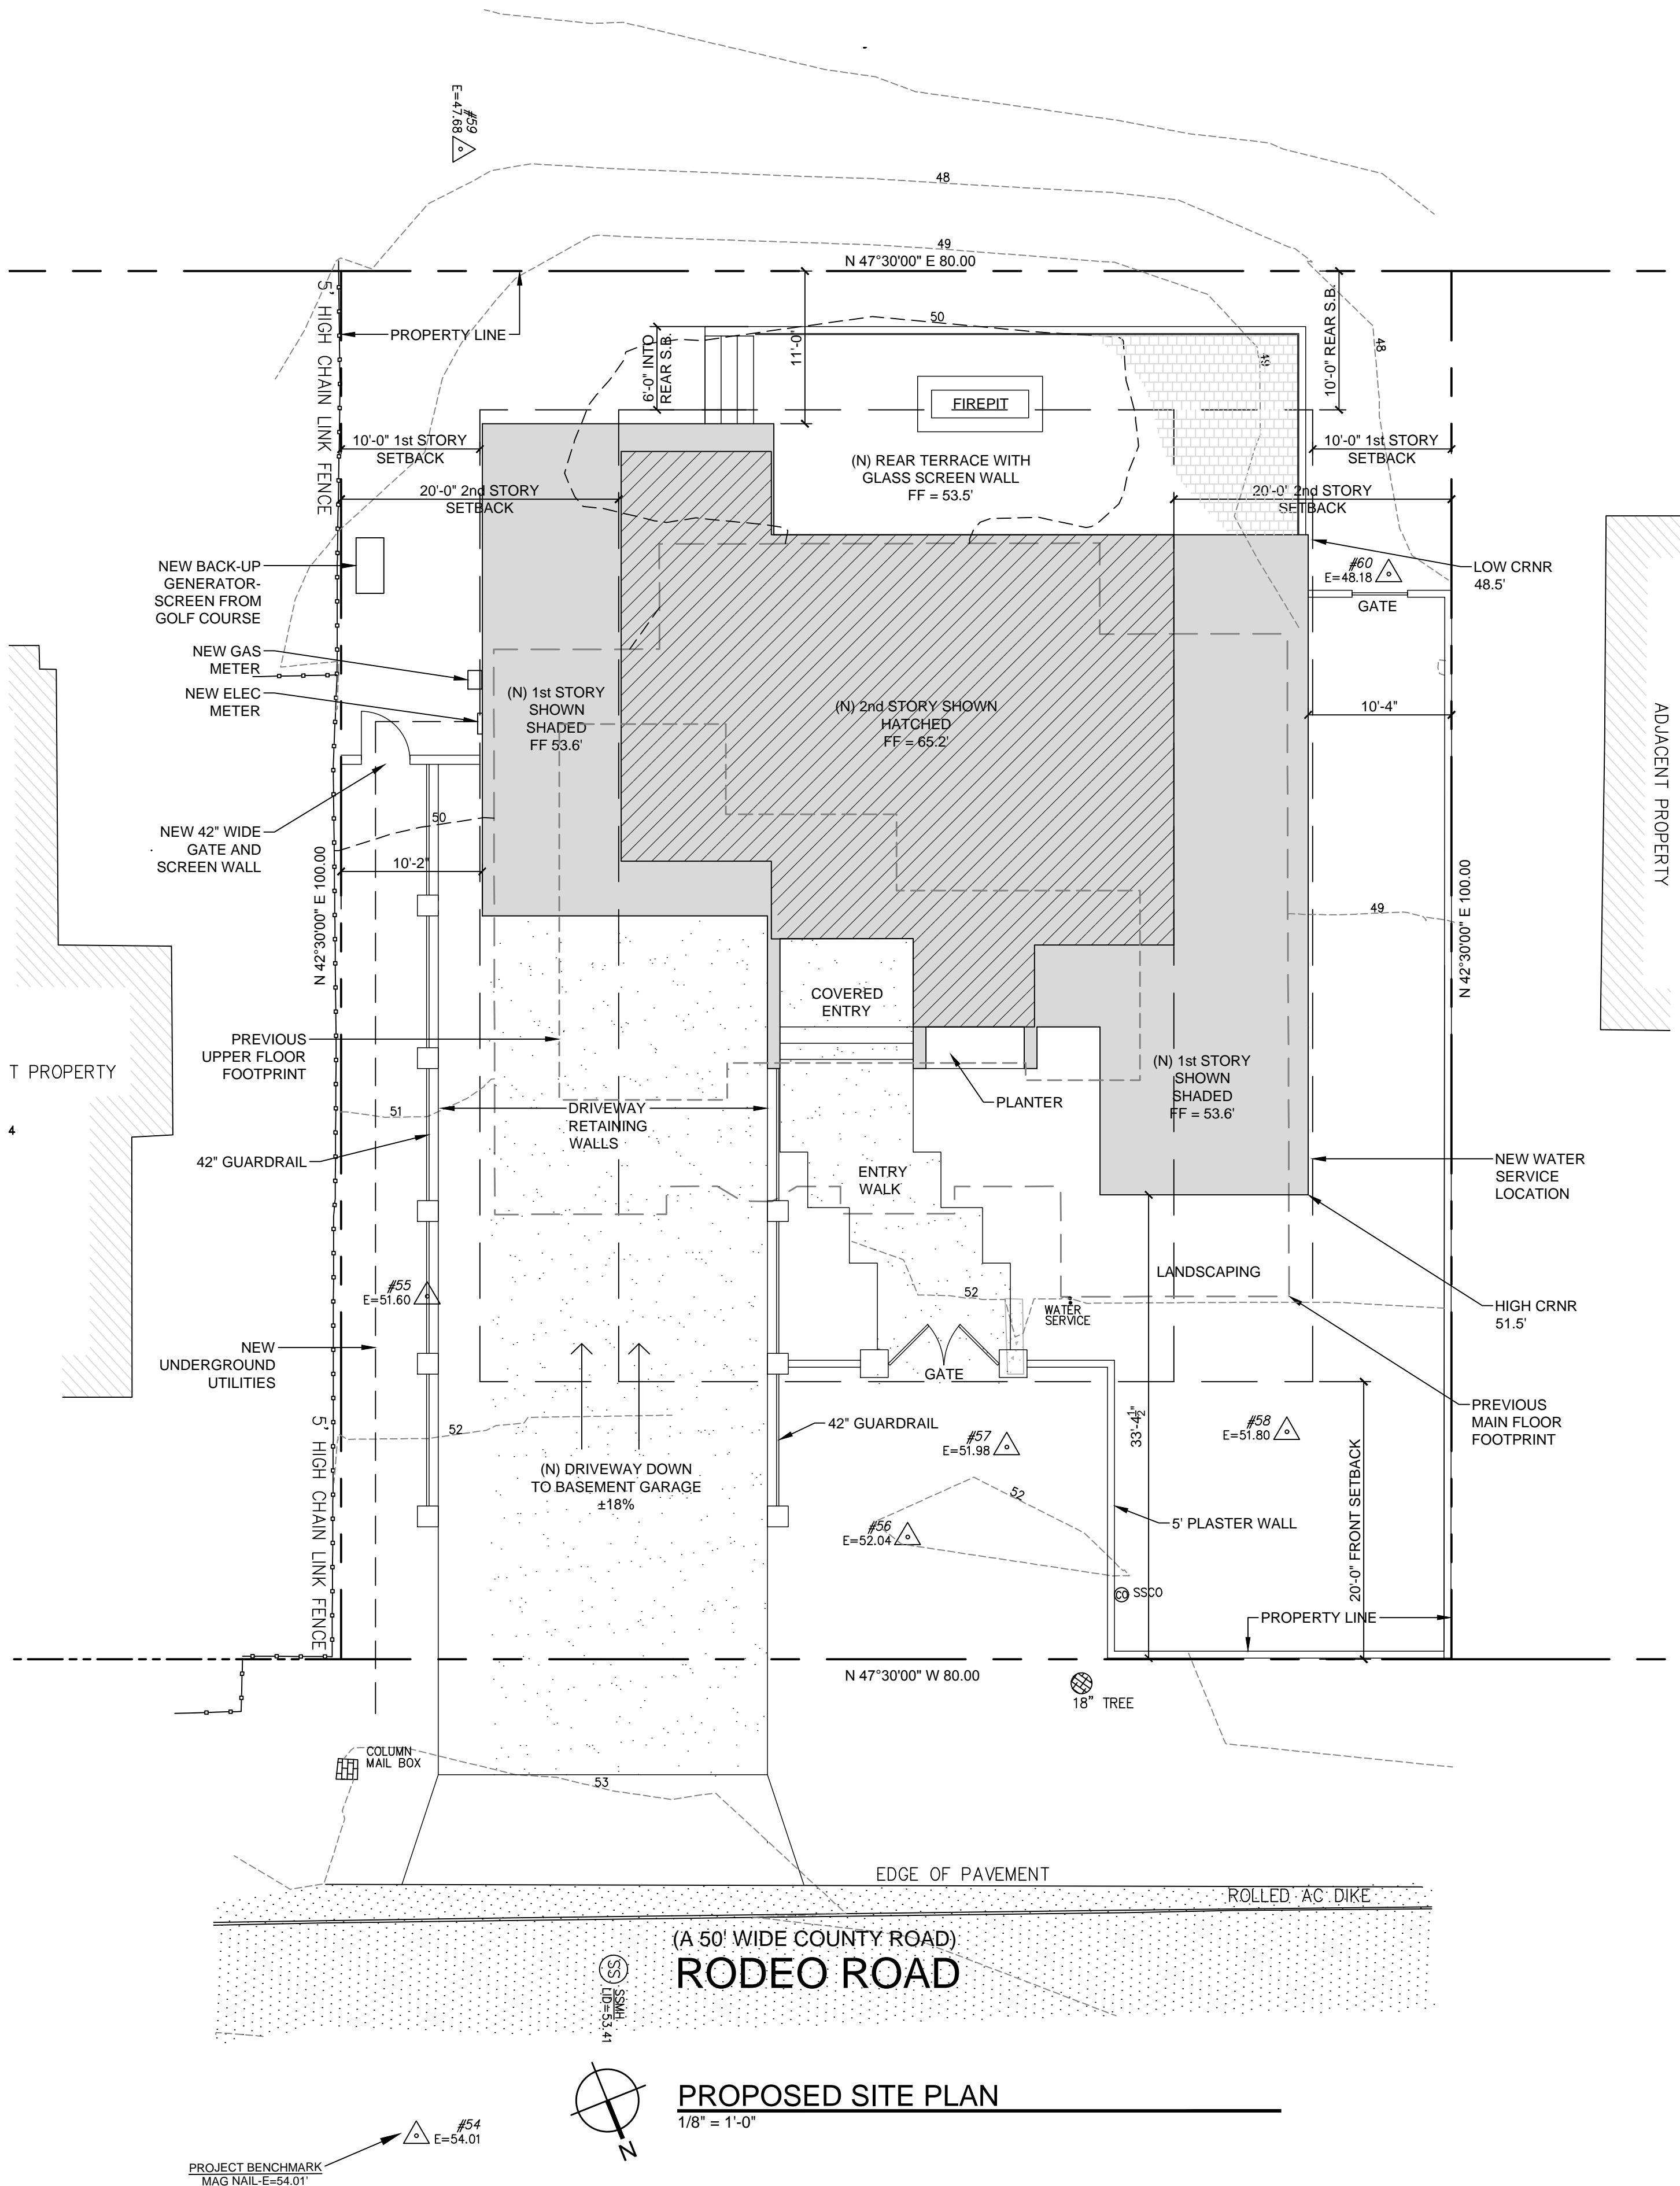 #59
E=47.68
48
49
N 47°30'00" E 80.00
5' HIGH CHAIN LINK FENCE
PROPERTY LINE
6'-0" INTO
REAR S.B.
11'-0"
50
49
48
10'-0" REAR S.B.
FIREPIT
10'-0" 1st STORY
SETBACK
(N) REAR TERRACE WITH
GLASS SCREEN WALL
FF = 53.5'
10'-0" 1st STORY
SETBACK
20'-0" 2nd STORY
SETBACK
20'-0" 2nd STORY
SETBACK
NEW BACK-UP
GENERATOR-
SCREEN FROM
GOLF COURSE
#60
E=48.18
GATE
LOW CRNR
48.5'
NEW GAS
METER
NEW ELEC
METER
(N) 1st STORY
SHOWN
SHADED
FF 53.6'
(N) 2nd STORY SHOWN
HATCHED
FF = 65.2'
10'-4"
ADJACENT PROPERTY
NEW 42" WIDE
GATE AND
SCREEN WALL
50
10'-2"
N 42°30'00" E 100.00
49
N 42°30'00" E 100.00
COVERED
ENTRY
PREVIOUS
UPPER FLOOR
FOOTPRINT
T PROPERTY
4
51
DRIVEWAY
RETAINING
WALLS
PLANTER
(N) 1st STORY
SHOWN
SHADED
FF = 53.6'
42" GUARDRAIL
ENTRY
WALK
NEW WATER
SERVICE
LOCATION
#55
E=51.60
52
WATER
SERVICE
LANDSCAPING
HIGH CRNR
51.5'
NEW
UNDERGROUND
UTILITIES
GATE
PREVIOUS
MAIN FLOOR
FOOTPRINT
5' HIGH CHAIN LINK FENCE
52
42" GUARDRAIL
#57
E=51.98
33'-4½"
#58
E=51.80
(N) DRIVEWAY DOWN
TO BASEMENT GARAGE
±18%
52
#56
E=52.04
5' PLASTER WALL
20'-0" FRONT SETBACK
CO SSCO
PROPERTY LINE
N 47°30'00" W 80.00
18" TREE
COLUMN
MAIL BOX
53
EDGE OF PAVEMENT
ROLLED AC DIKE
(A 50' WIDE COUNTY ROAD)
RODEO ROAD
SS
SSMH
LID=53.41
N
PROPOSED SITE PLAN
1/8" = 1'-0"
#54
E=54.01
PROJECT BENCHMARK
MAG NAIL-E=54.01'